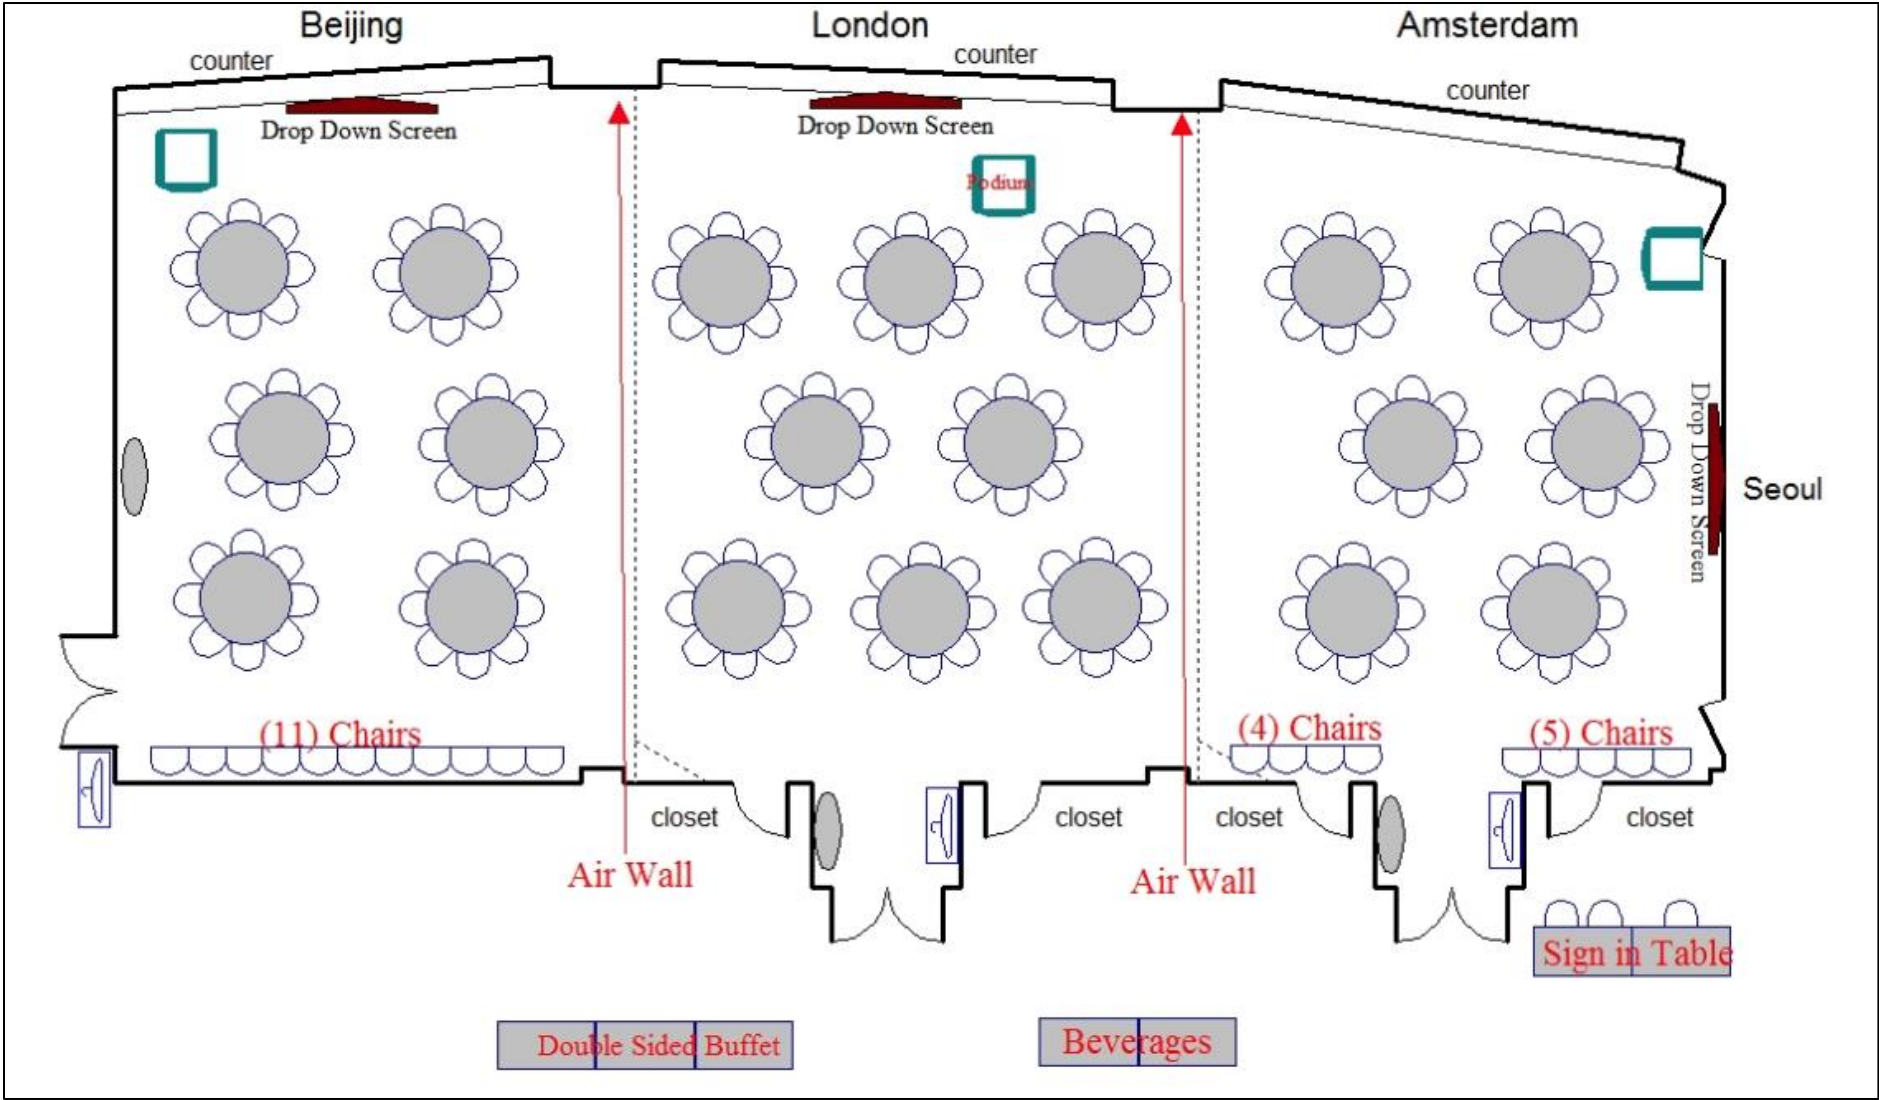 Beijing
London
Amsterdam
counter
counter
counter
Drop Down Screen
Drop Down Screen
Podium
Drop Down Screen
Seoul
(11) Chairs
(4) Chairs
(5) Chairs
closet
closet
closet
closet
Air Wall
Air Wall
Sign in Table
Double Sided Buffet
Beverages